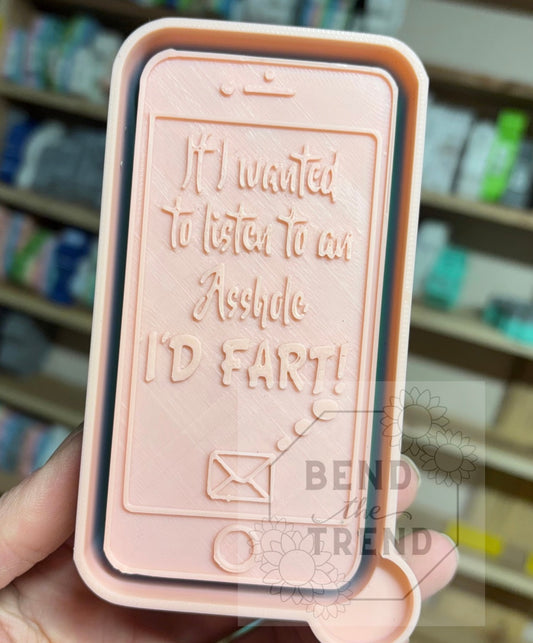 If I wanted
to listen to an
Asshole
I'D FART!
BEND
the
TREND